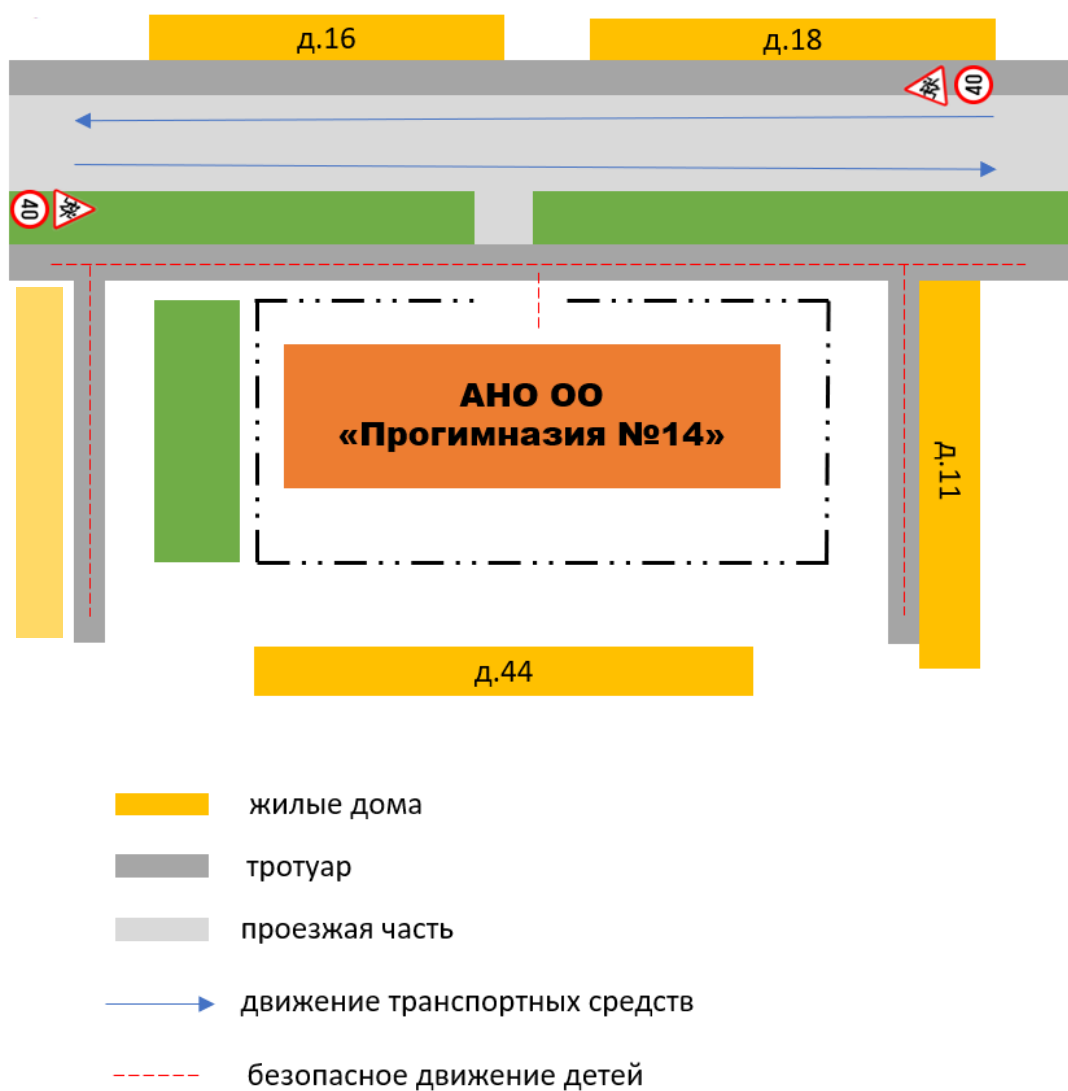 д.16
д.18
40
40
АНО ОО
«Прогимназия №14»
д.11
д.44
жилые дома
тротуар
проезжая часть
движение транспортных средств
безопасное движение детей